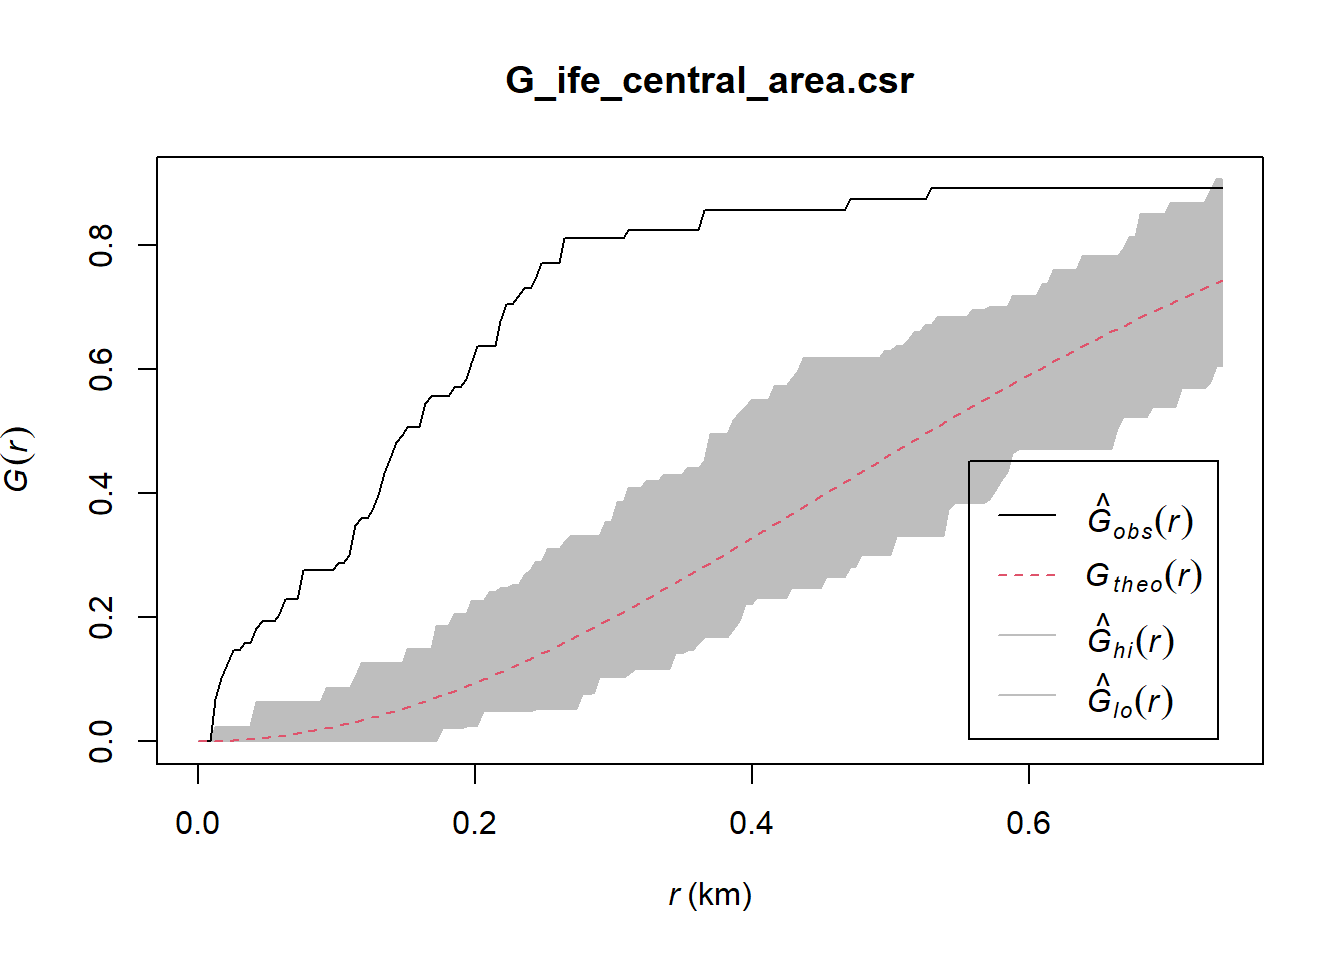 G_ife_central_area.csr
G(r)
0.8
0.6
0.4
0.2
0.0
Ĝobs(r)
Gtheo(r)
Ĝhi(r)
Ĝlo(r)
0.0 0.2 0.4 0.6
r (km)